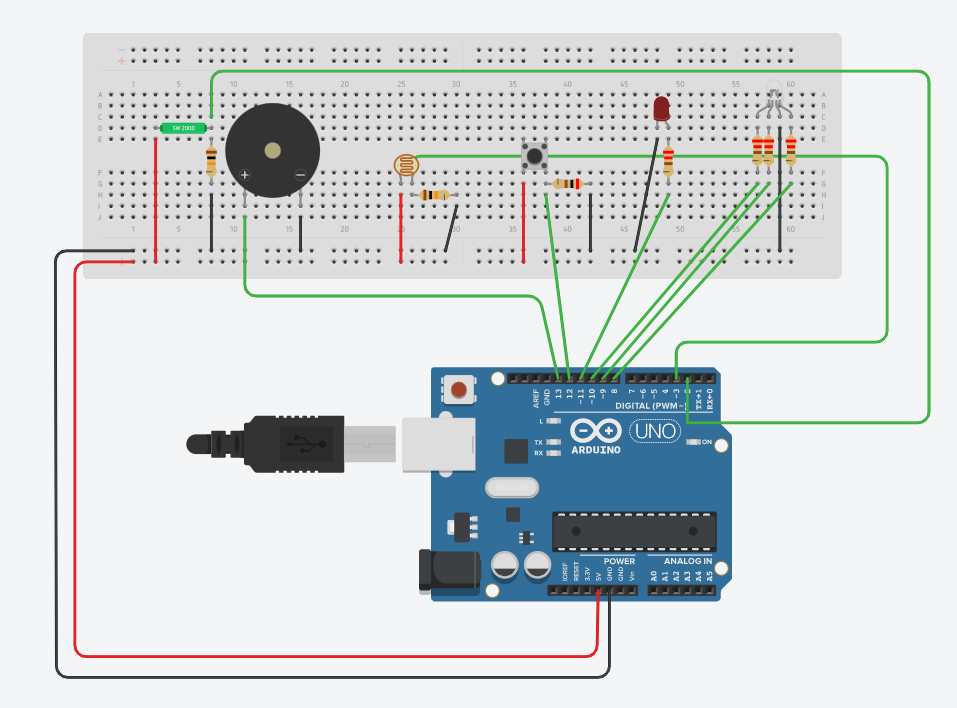 − −
+ +
1 5 10 15 20 25 30 35 40 45 50 55 60
A A
B B
C C
D D
E E
SW 200D
F F
G G
H H
I I
J J
1 5 10 15 20 25 30 35 40 45 50 55 60
AREF GND 13 12 ~11 ~10 ~9 8 7 ~6 ~5 4 ~3 2 TX→1 RX←0
DIGITAL (PWM~)
L
TX
RX
ARDUINO
UNO
ON
POWER
ANALOG IN
IOREF RESET 3.3V 5V GND GND Vin A0 A1 A2 A3 A4 A5